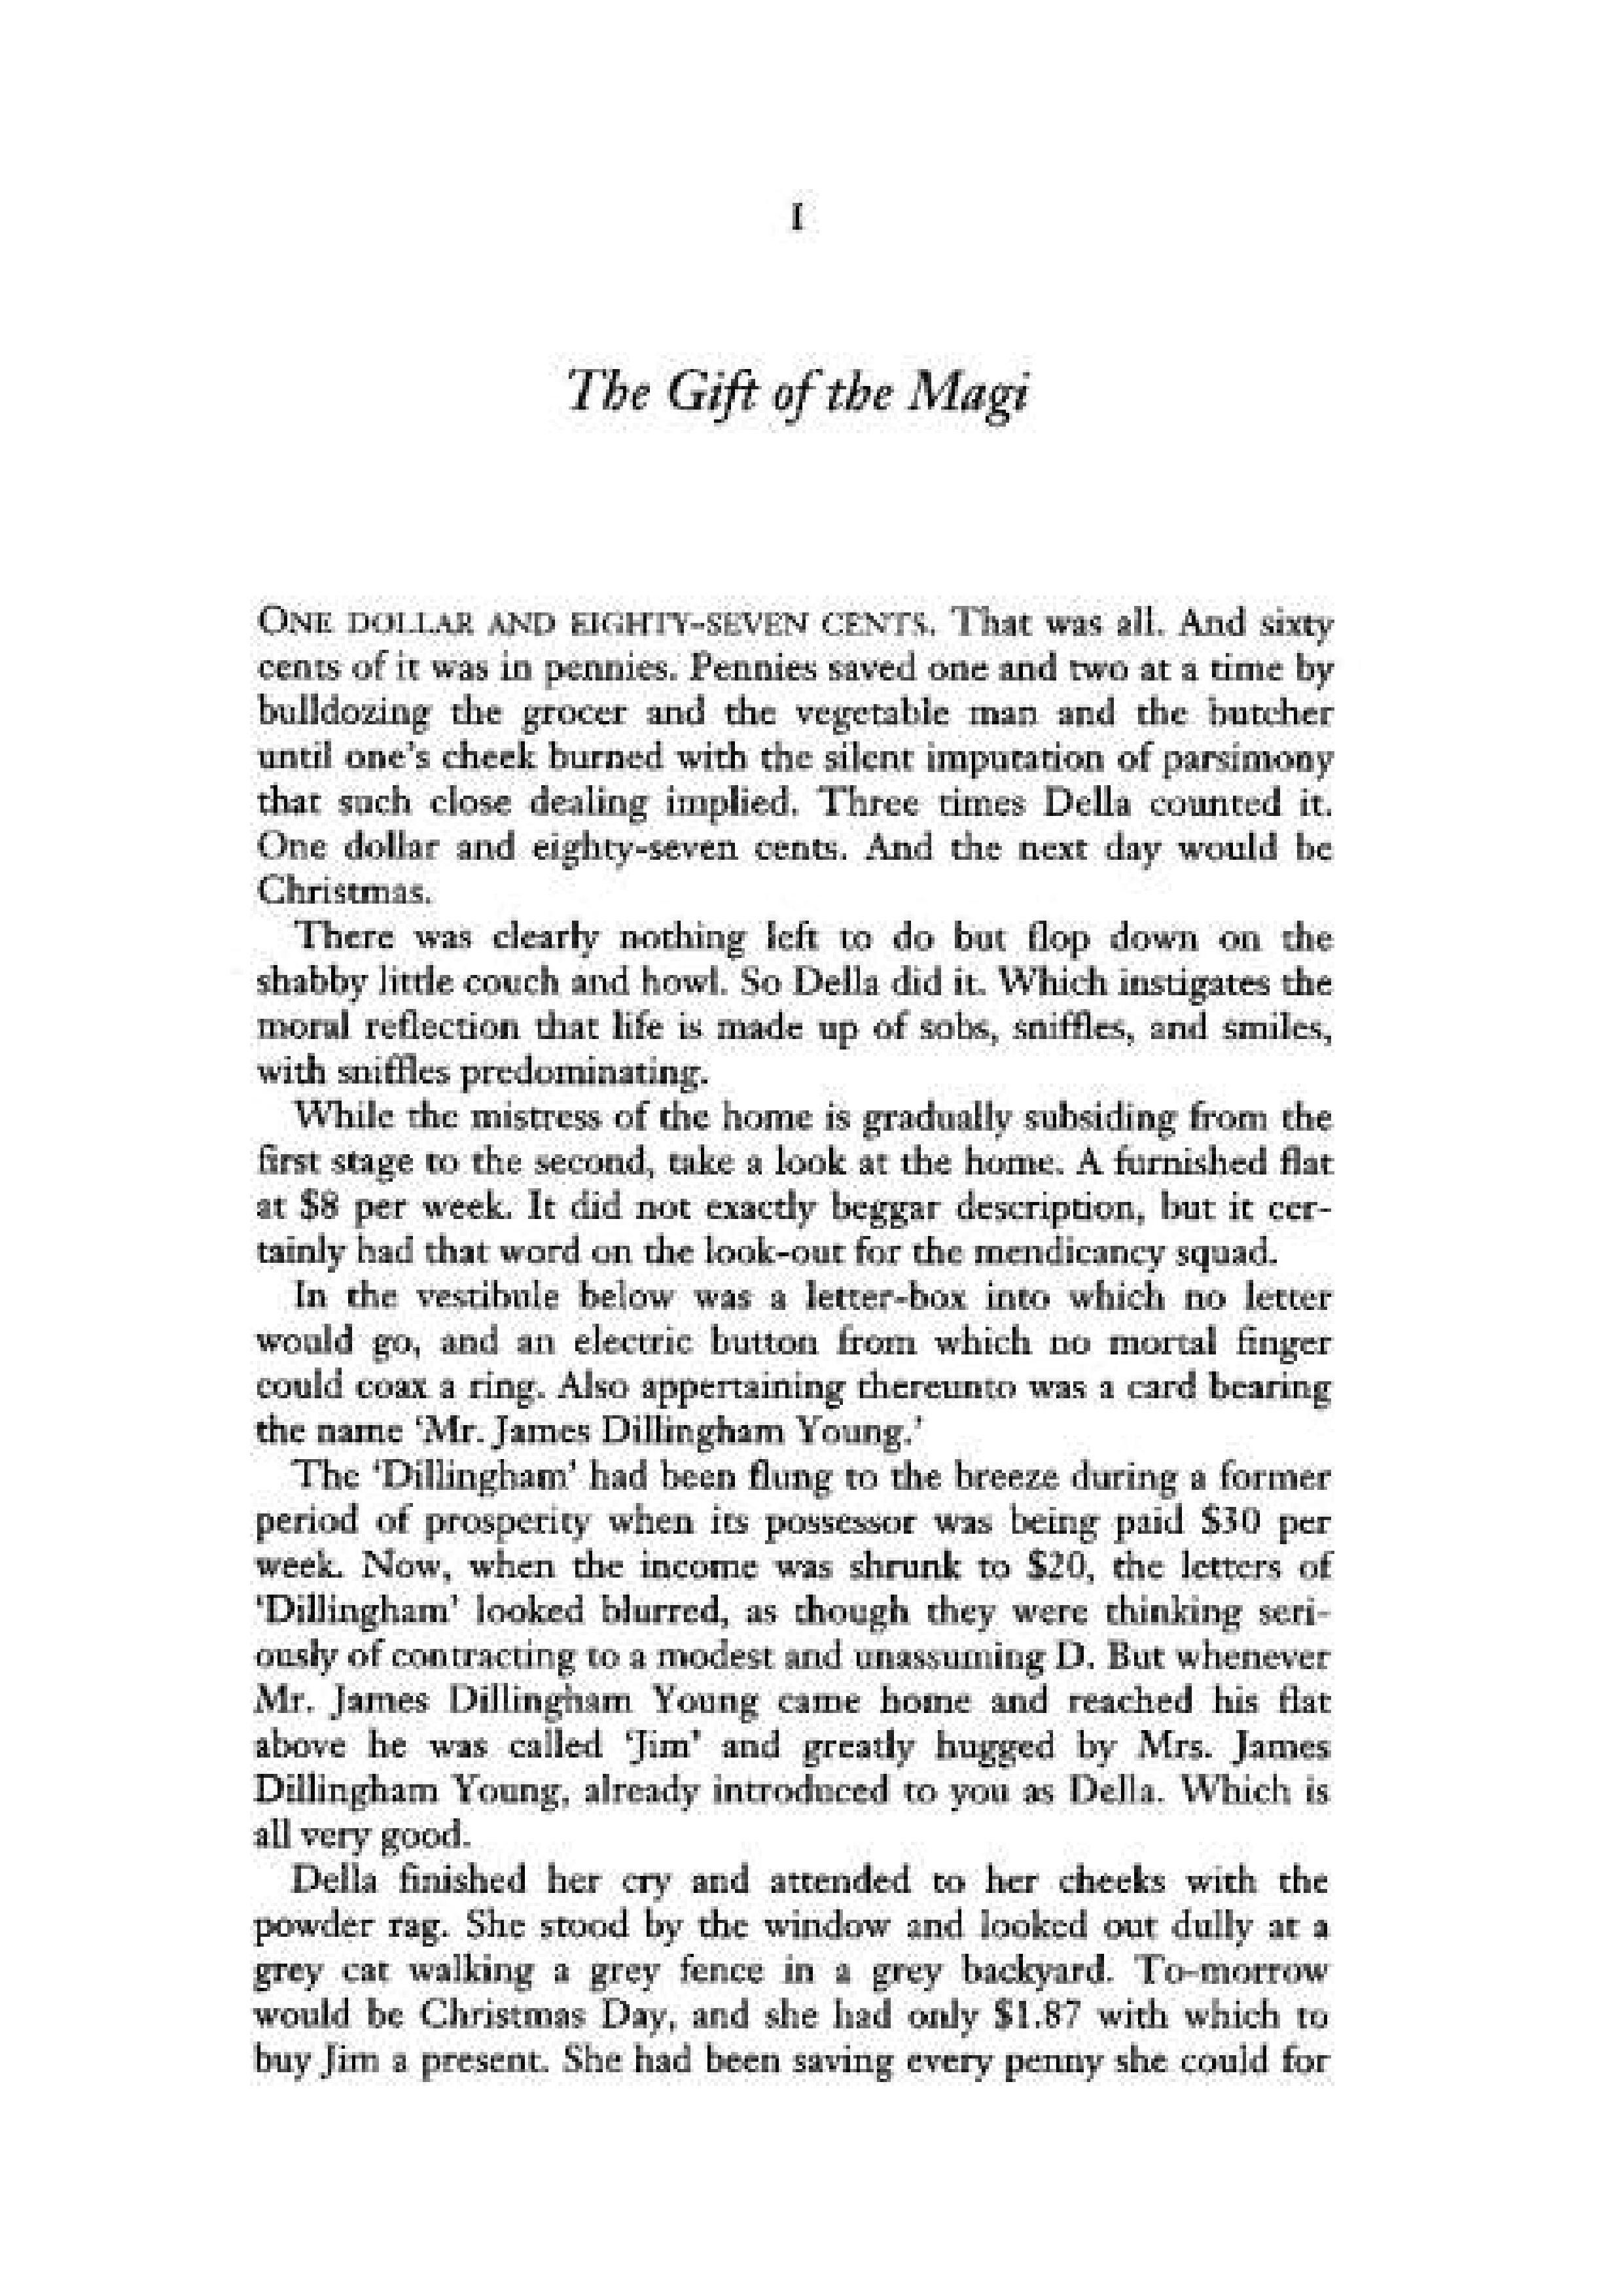 I
The Gift of the Magi
ONE DOLLAR AND EIGHTY-SEVEN CENTS. That was all. And sixty
cents of it was in pennies. Pennies saved one and two at a time by
bulldozing the grocer and the vegetable man and the butcher
until one's cheek burned with the silent imputation of parsimony
that such close dealing implied. Three times Della counted it.
One dollar and eighty-seven cents. And the next day would be
Christmas.
There was clearly nothing left to do but flop down on the
shabby little couch and howl. So Della did it. Which instigates the
moral reflection that life is made up of sobs, sniffles, and smiles,
with sniffles predominating.
While the mistress of the home is gradually subsiding from the
first stage to the second, take a look at the home. A furnished flat
at $8 per week. It did not exactly beggar description, but it cer-
tainly had that word on the look-out for the mendicancy squad.
In the vestibule below was a letter-box into which no letter
would go, and an electric button from which no mortal finger
could coax a ring. Also appertaining thereunto was a card bearing
the name 'Mr. James Dillingham Young.'
The 'Dillingham' had been flung to the breeze during a former
period of prosperity when its possessor was being paid $30 per
week. Now, when the income was shrunk to $20, the letters of
'Dillingham' looked blurred, as though they were thinking seri-
ously of contracting to a modest and unassuming D. But whenever
Mr. James Dillingham Young came home and reached his flat
above he was called 'Jim' and greatly hugged by Mrs. James
Dillingham Young, already introduced to you as Della. Which is
all very good.
Della finished her cry and attended to her cheeks with the
powder rag. She stood by the window and looked out dully at a
grey cat walking a grey fence in a grey backyard. To-morrow
would be Christmas Day, and she had only $1.87 with which to
buy Jim a present. She had been saving every penny she could for